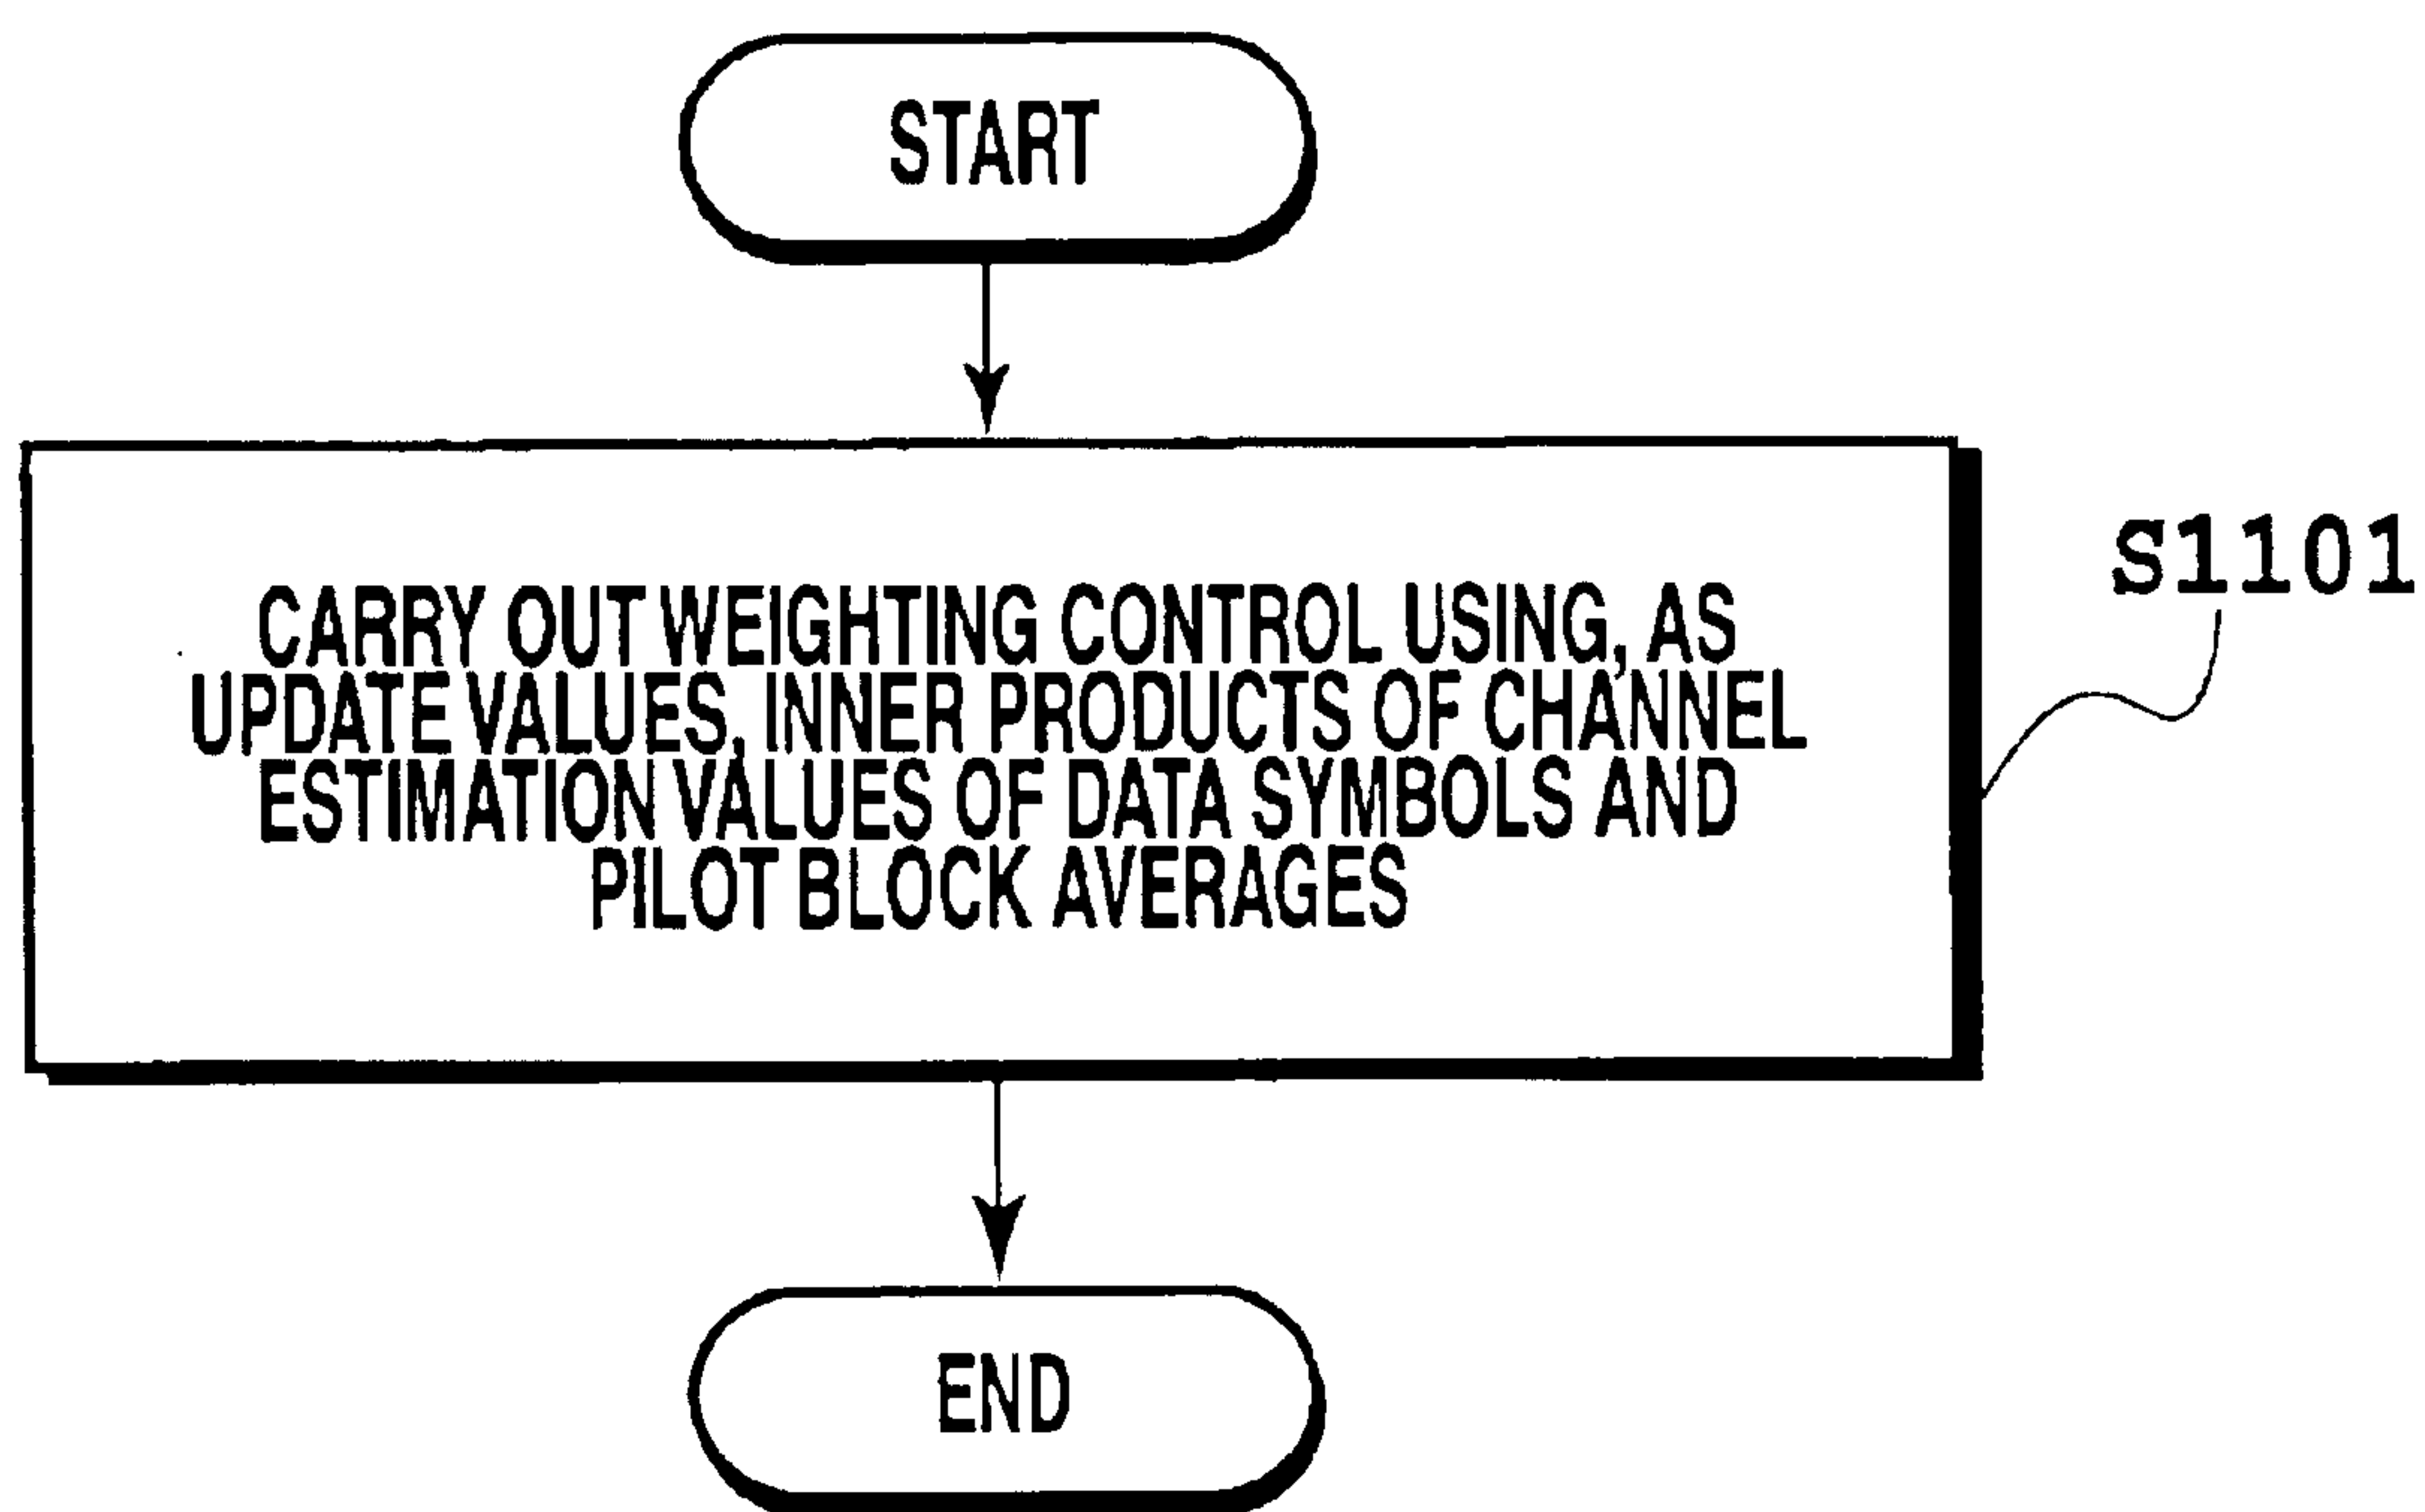 START
S1101
CARRY OUT WEIGHTING CONTROL USING, AS
UPDATE VALUES, INNER PRODUCTS OF CHANNEL
ESTIMATION VALUES OF DATA SYMBOLS AND
PILOT BLOCK AVERAGES
END